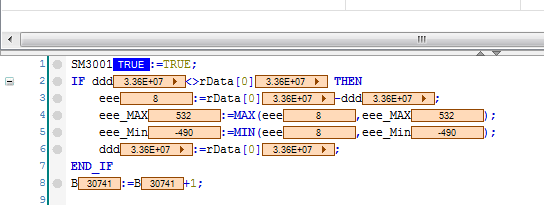 1 SM3001 TRUE :=TRUE;
2 IF ddd 3.36E+07 <>rData[0] 3.36E+07 THEN
3 eee 8 :=rData[0] 3.36E+07 -ddd 3.36E+07 ;
4 eee_MAX 532 :=MAX(eee 8 ,eee_MAX 532 );
5 eee_Min -490 :=MIN(eee 8 ,eee_Min -490 );
6 ddd 3.36E+07 :=rData[0] 3.36E+07 ;
7 END_IF
8 B 30741 :=B 30741 +1;